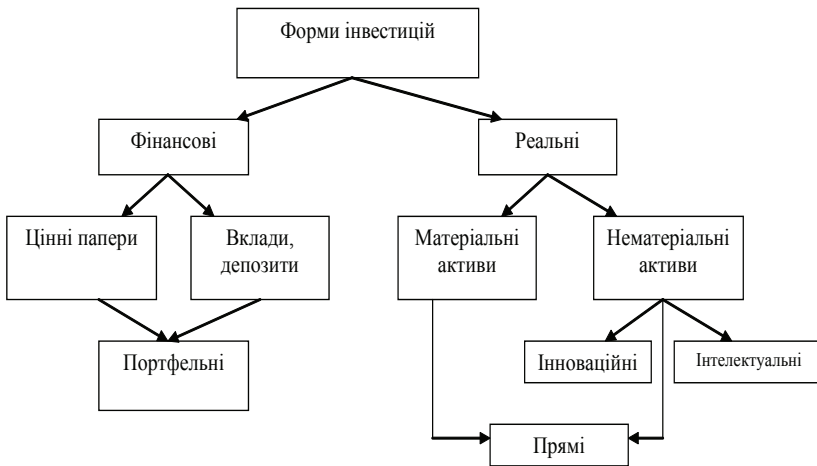 Форми інвестицій
Фінансові
Реальні
Цінні папери
Вклади,
депозити
Матеріальні
активи
Нематеріальні
активи
Портфельні
Інноваційні
Інтелектуальні
Прямі